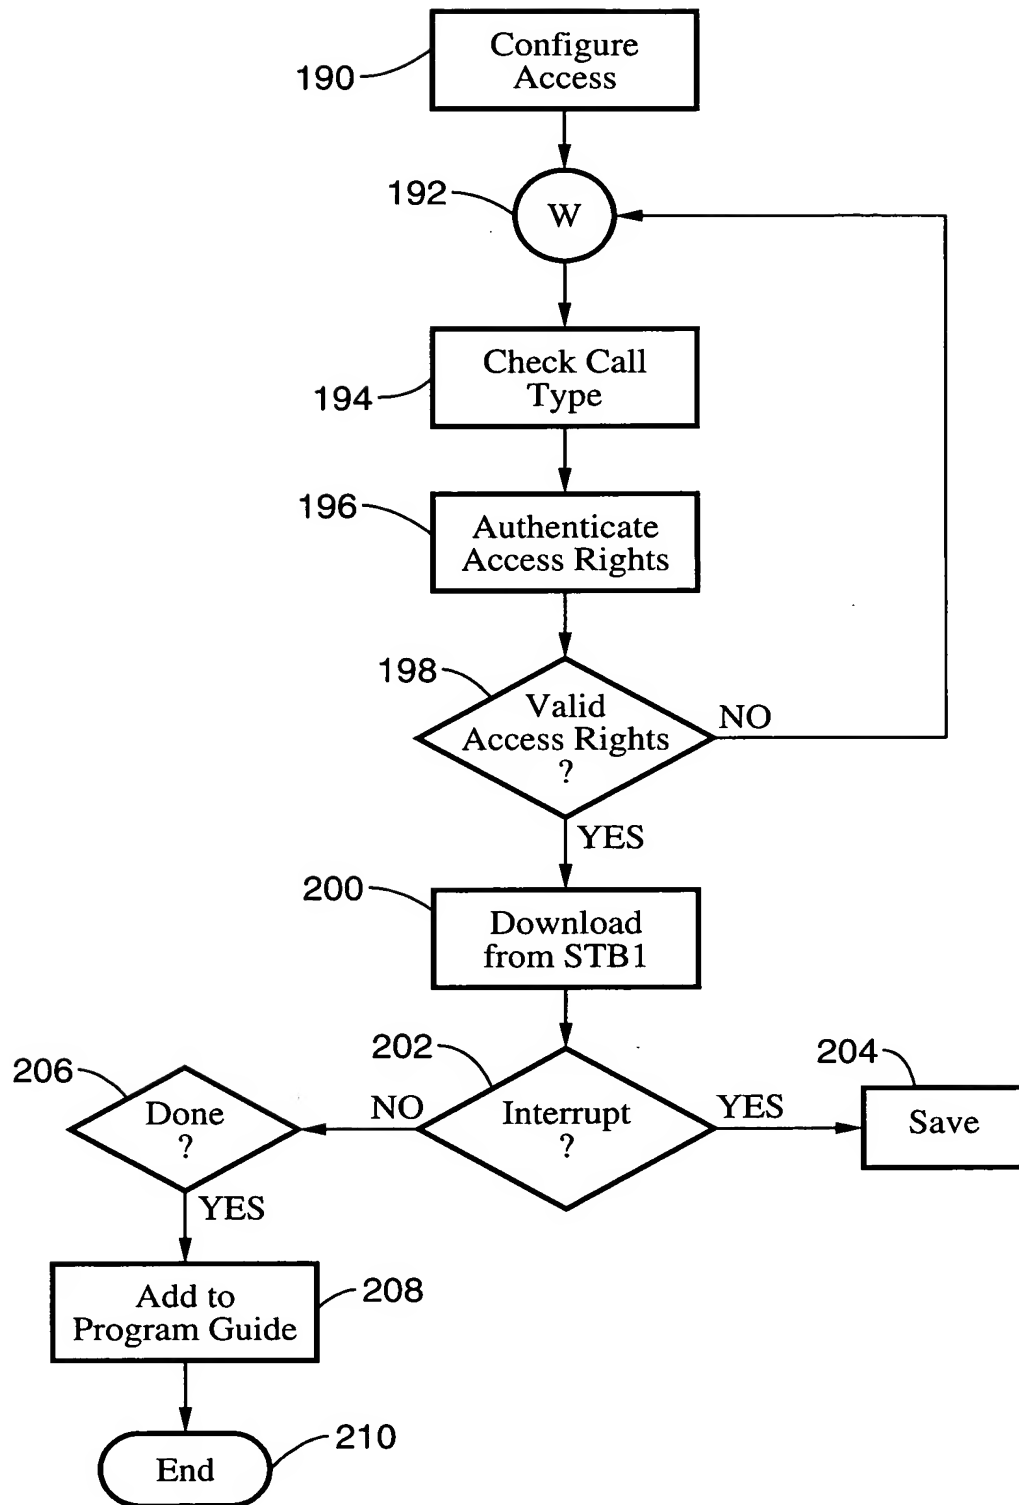 Configure
Access
190
192
W
Check Call
Type
194
196
Authenticate
Access Rights
198
Valid
Access Rights
?
NO
YES
200
Download
from STB1
202
204
206
Done
?
NO
Interrupt
?
YES
Save
YES
Add to
Program Guide
208
End
210